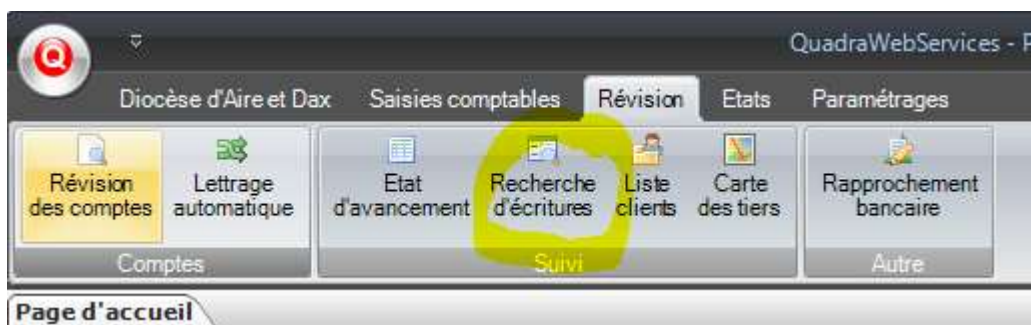 Q
QuadraWebServices - P
Diocèse d'Aire et Dax Saisies comptables Révision Etats Paramétrages
Révision Lettrage Etat Recherche Liste Carte Rapprochement
des comptes automatique d'avancement d'écritures clients des tiers bancaire
Comptes Suivi Autre
Page d'accueil